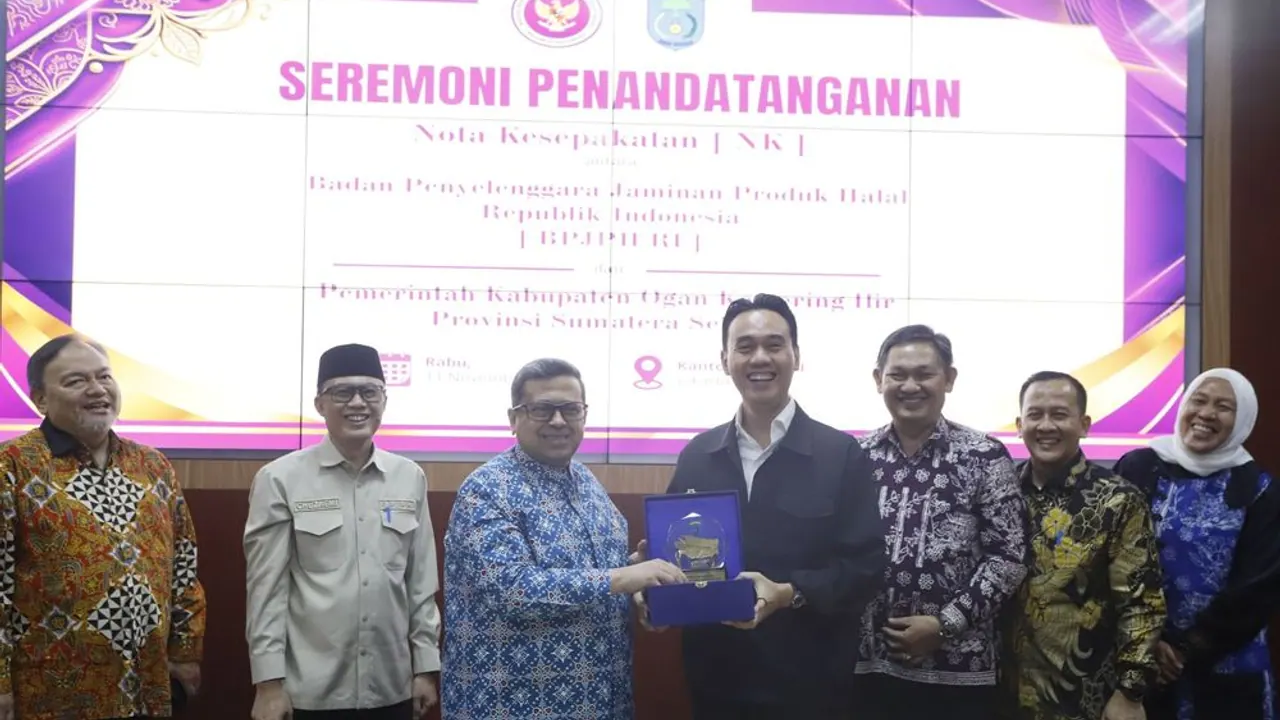 SEREMONI PENANDATANGANAN
Nota Kesepakatan [ NK ]
antara
Badan Penyelenggara Jaminan Produk Halal
Republik Indonesia
[ BPJPH RI ]
dan
Pemerintah Kabupaten Ogan Ilir
Provinsi Sumatera
Rabu,